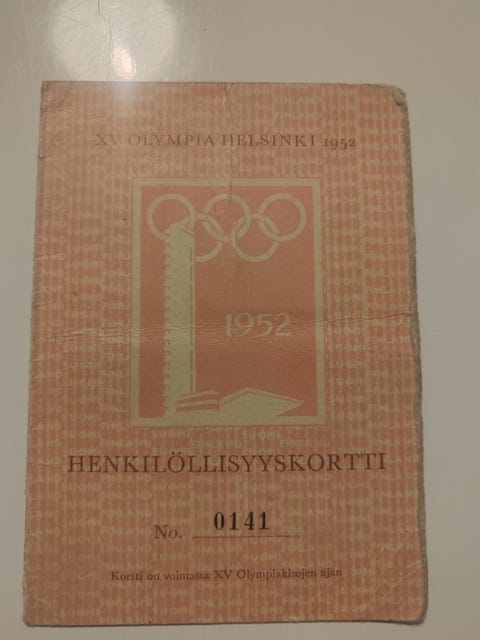 XV OLYMPIA HELSINKI 1952
1952
HENKILÖLLISYYSKORTTI
No. 0141
Kortti on voimassa XV Olympiakisojen ajan